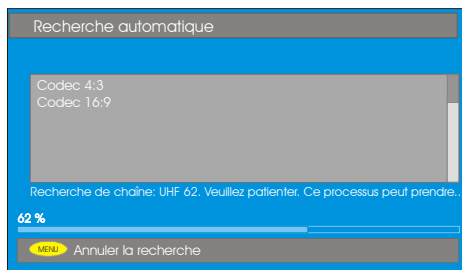 Recherche automatique
Codec 4:3
Codec 16:9
Recherche de chaîne: UHF 62. Veuillez patienter. Ce processus peut prendre..
62 %
MENU Annuler la recherche